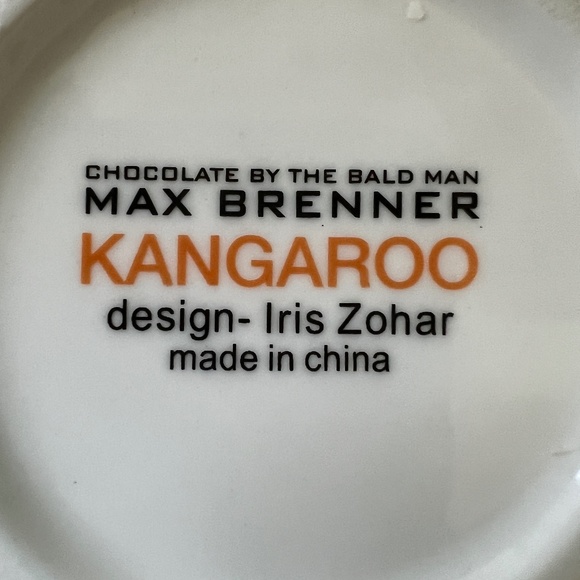 CHOCOLATE BY THE BALD MAN
MAX BRENNER
KANGAROO
design- Iris Zohar
made in china